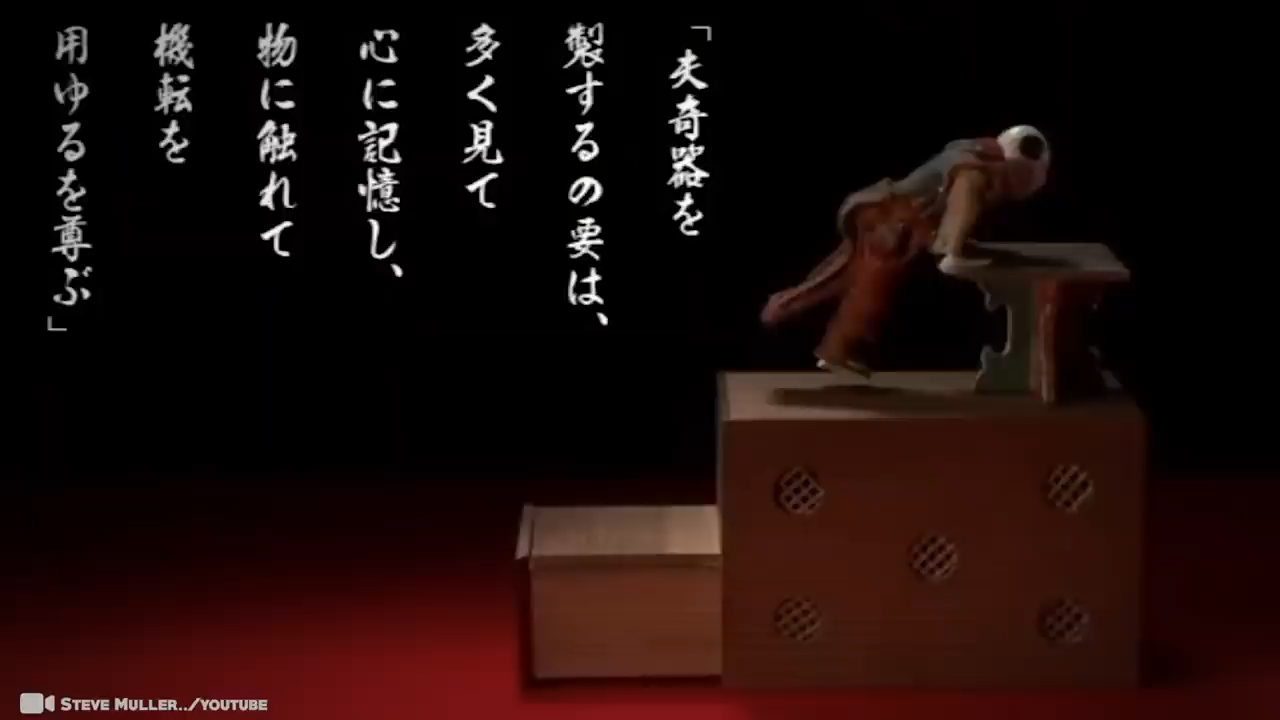 「夫奇器を
製するの要は、
多く見て
心に記憶し、
物に触れて
機転を
用ゆるを尊ぶ」
STEVE MULLER../YOUTUBE